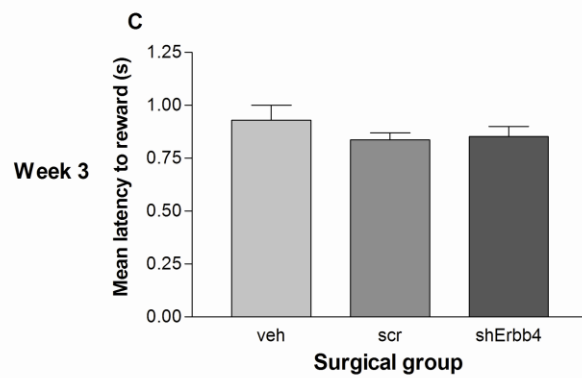 C
Week 3
Mean latency to reward (s)
1.25
1.00
0.75
0.50
0.25
0.00
veh scr shErbb4
Surgical group